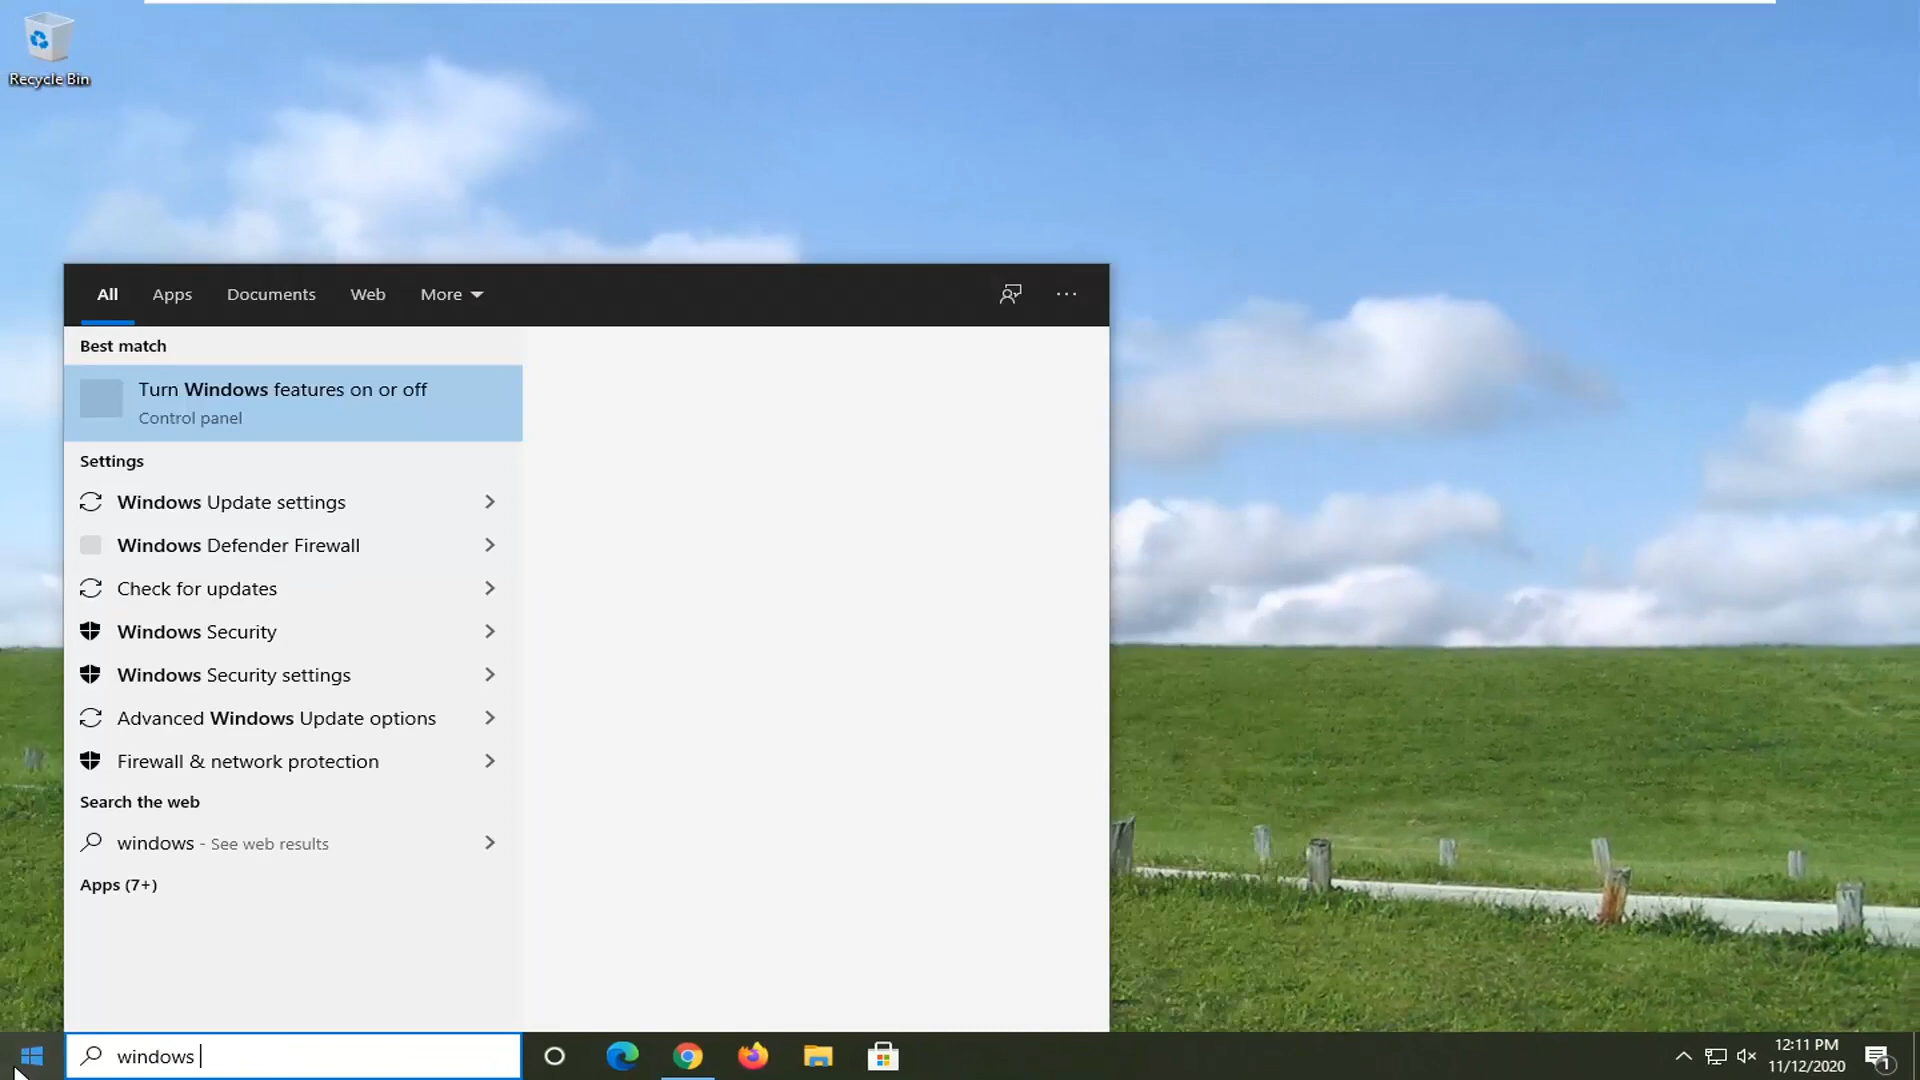 Recycle Bin
All Apps Documents Web More
Best match
Turn Windows features on or off
Control panel
Settings
Windows Update settings
Windows Defender Firewall
Check for updates
Windows Security
Windows Security settings
Advanced Windows Update options
Firewall & network protection
Search the web
windows - See web results
Apps (7+)
windows
12:11 PM
11/12/2020
1